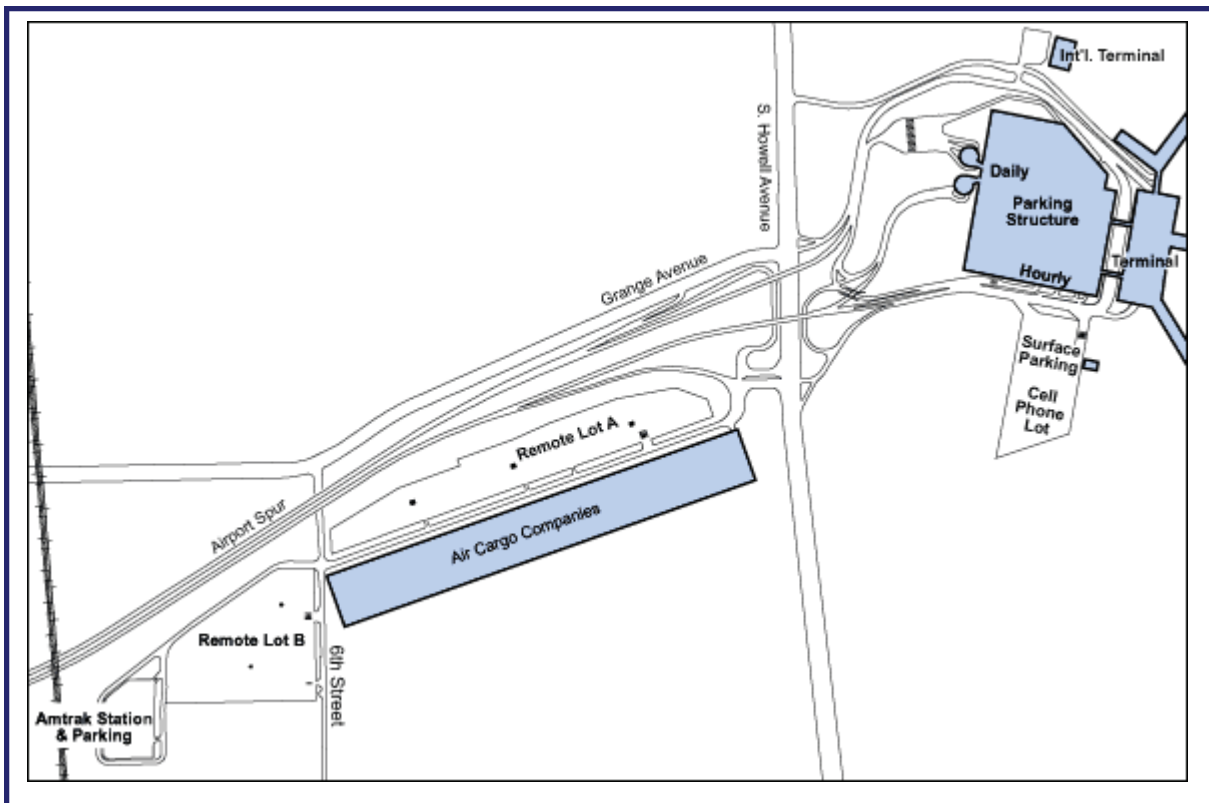 Int'l. Terminal
S. Howell Avenue
Daily
Parking
Structure
Terminal
Hourly
Grange Avenue
Surface
Parking
Cell
Phone
Lot
Remote Lot A
Airport Spur
Air Cargo Companies
Remote Lot B
6th Street
Amtrak Station
& Parking